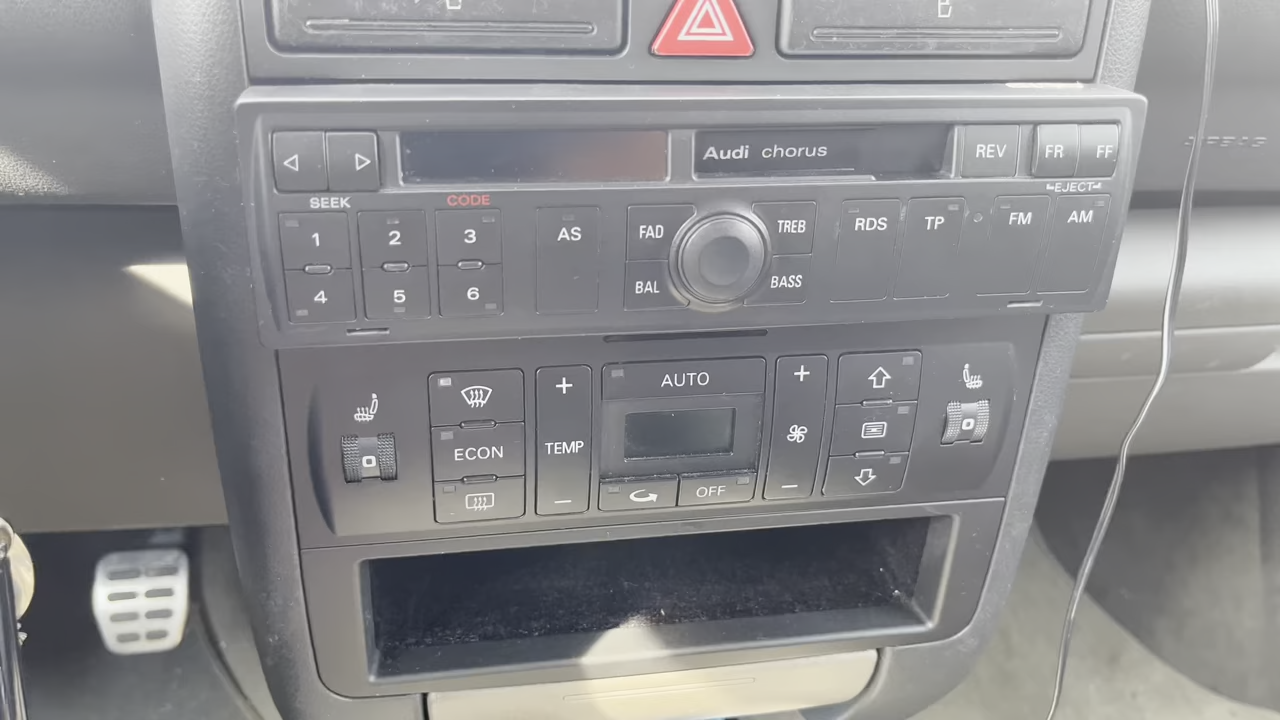 Audi chorus
REV FR FF
SEEK CODE EJECT
1 2 3 AS FAD TREB RDS TP FM AM
4 5 6 BAL BASS
AUTO
+ +
ECON TEMP
- OFF -
AIRBAG